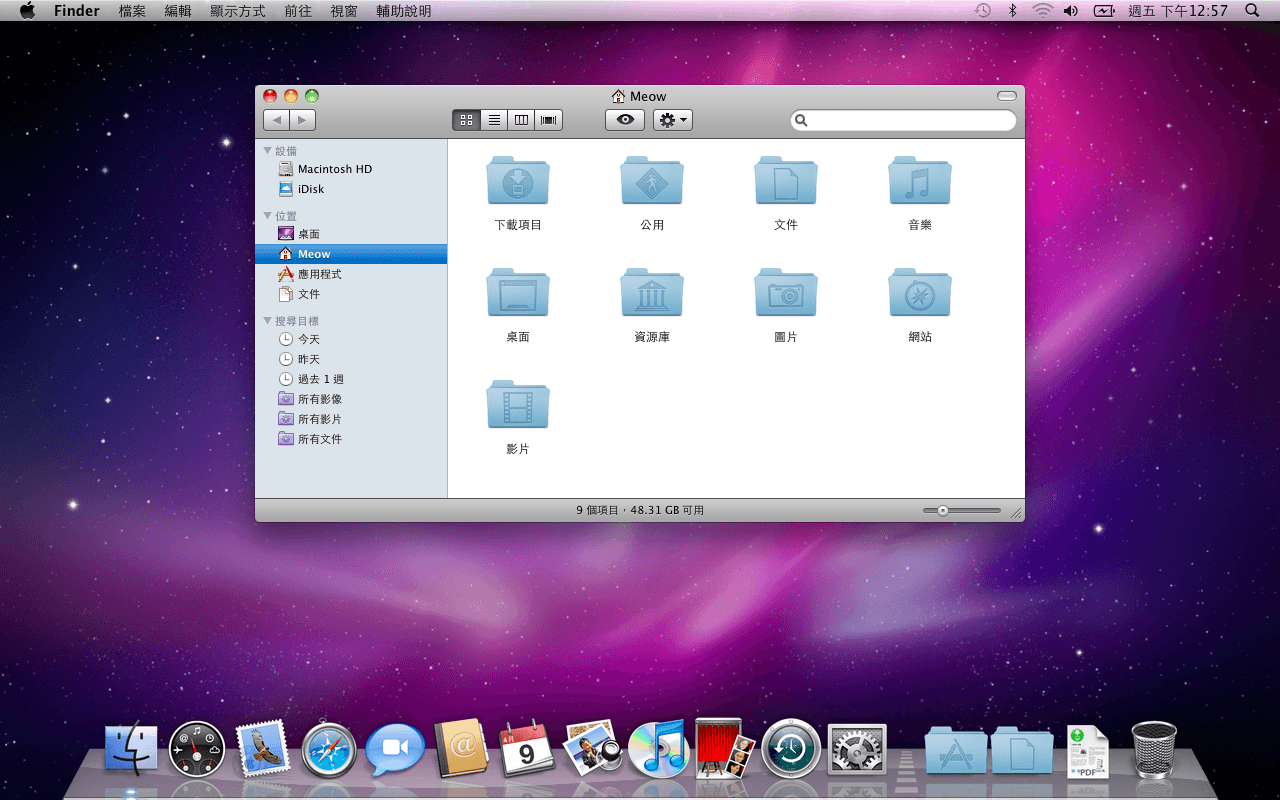 Finder 檔案 編輯 顯示方式 前往 視窗 輔助說明 週五 下午12:57
Meow
設備
Macintosh HD
iDisk
位置
桌面
Meow
應用程式
文件
搜尋目標
今天
昨天
過去 1 週
所有影像
所有影片
所有文件
下載項目 公用 文件 音樂
桌面 資源庫 圖片 網站
影片
9 個項目，48.31 GB 可用
9
PDF